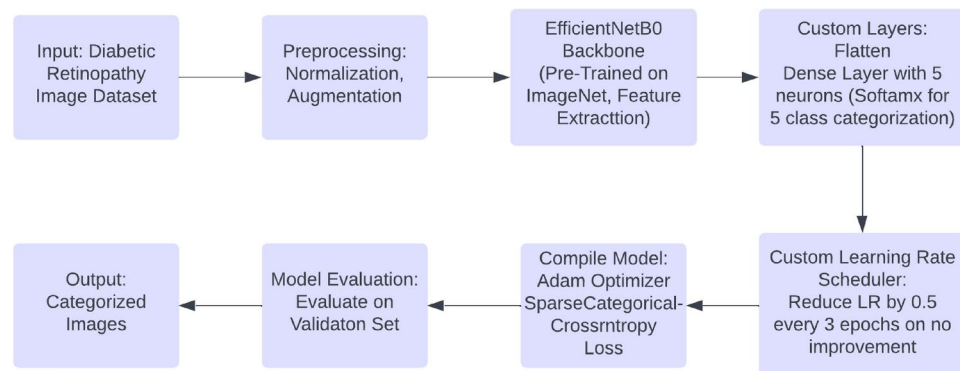 Input: Diabetic
Retinopathy
Image Dataset
Preprocessing:
Normalization,
Augmentation
EfficientNetB0
Backbone
(Pre-Trained on
ImageNet, Feature
Extracttion)
Custom Layers:
Flatten
Dense Layer with 5
neurons (Softamx for
5 class categorization)
Custom Learning Rate
Scheduler:
Reduce LR by 0.5
every 3 epochs on no
improvement
Compile Model:
Adam Optimizer
SparseCategorical-
Crossrntropy
Loss
Model Evaluation:
Evaluate on
Validaton Set
Output:
Categorized
Images